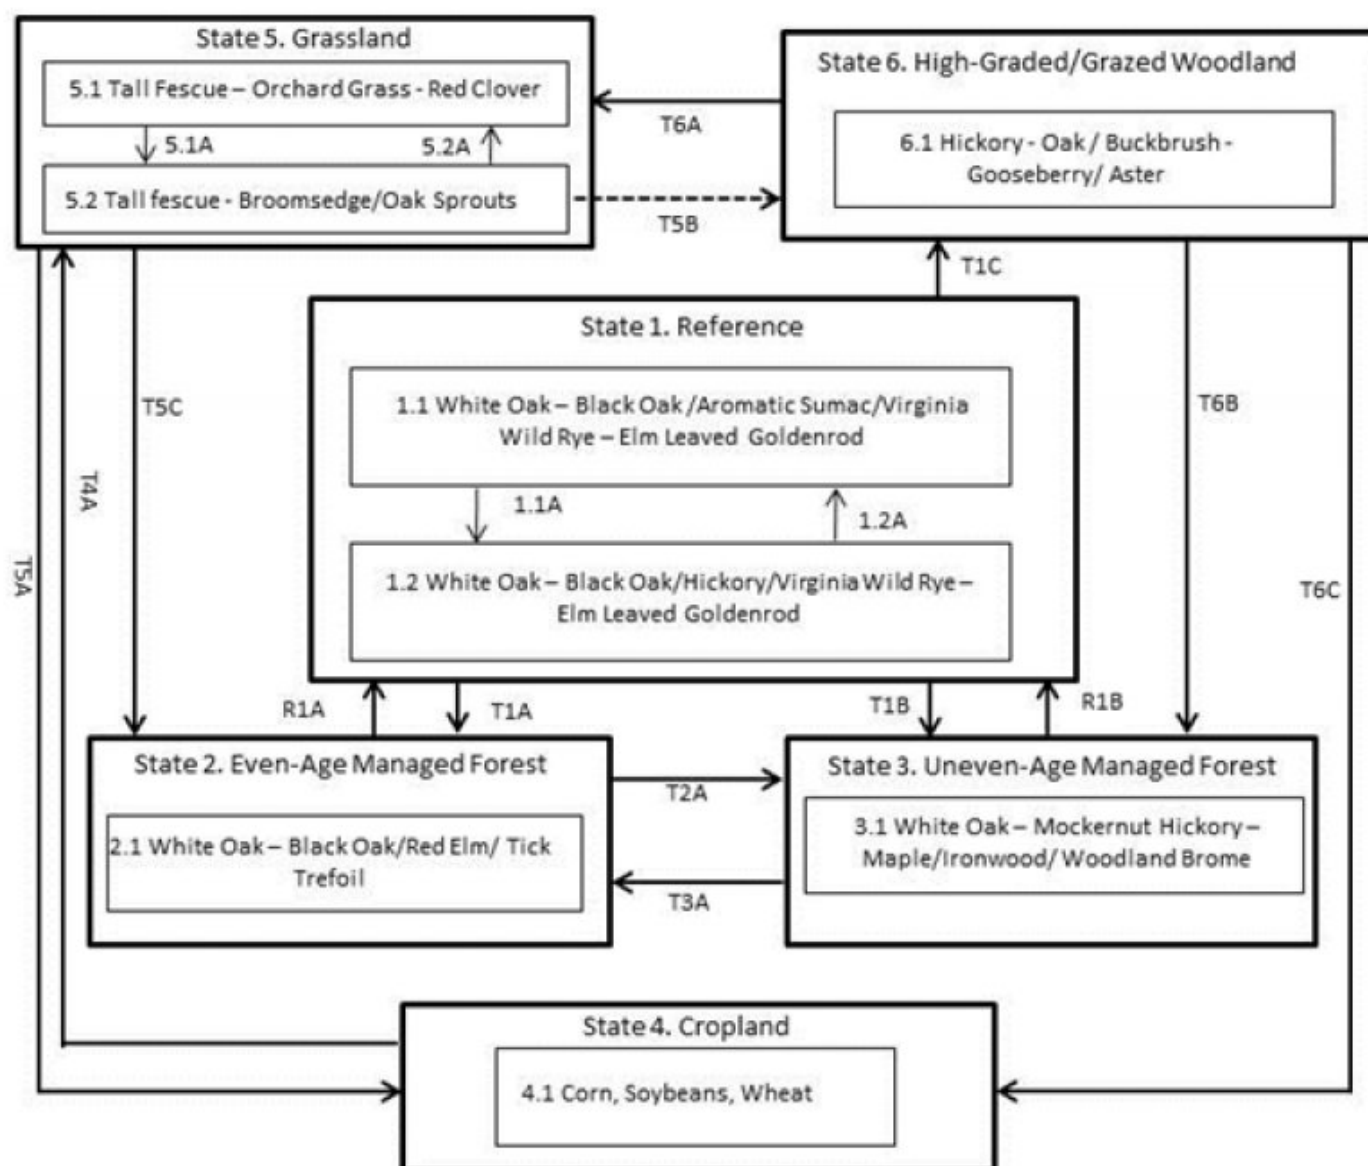 State 5. Grassland
5.1 Tall Fescue – Orchard Grass - Red Clover
5.1A
5.2A
5.2 Tall fescue - Broomsedge/Oak Sprouts
State 6. High-Graded/Grazed Woodland
6.1 Hickory - Oak / Buckbrush -
Gooseberry/ Aster
T6A
T5B
T1C
State 1. Reference
1.1 White Oak – Black Oak /Aromatic Sumac/Virginia
Wild Rye – Elm Leaved Goldenrod
1.1A
1.2A
1.2 White Oak – Black Oak/Hickory/Virginia Wild Rye –
Elm Leaved Goldenrod
T5C
T6B
T4A
T5A
T6C
R1A
T1A
T1B
R1B
State 2. Even-Age Managed Forest
2.1 White Oak – Black Oak/Red Elm/ Tick
Trefoil
T2A
T3A
State 3. Uneven-Age Managed Forest
3.1 White Oak – Mockernut Hickory –
Maple/Ironwood/ Woodland Brome
State 4. Cropland
4.1 Corn, Soybeans, Wheat